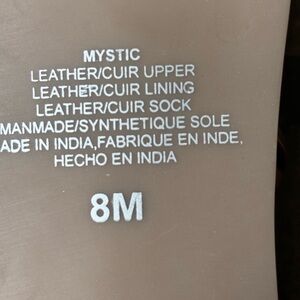 MYSTIC
LEATHER/CUIR UPPER
LEATHER/CUIR LINING
LEATHER/CUIR SOCK
MANMADE/SYNTHETIQUE SOLE
ADE IN INDIA,FABRIQUE EN INDE,
HECHO EN INDIA
8M